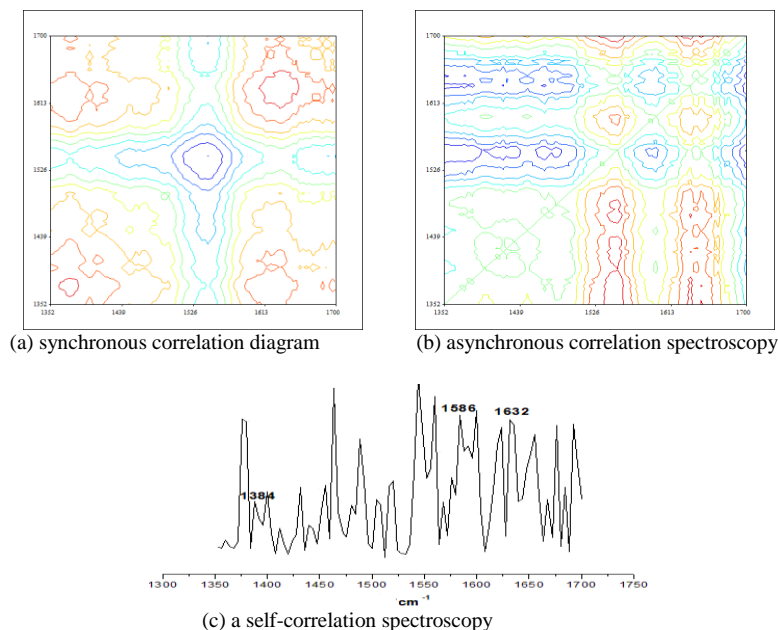 1700
1700
1613
1613
1526
1526
1439
1439
1352
1352
1352 1439 1526 1613 1700
1352 1439 1526 1613 1700
(a) synchronous correlation diagram
(b) asynchronous correlation spectroscopy
1384
1586
1632
1300 1350 1400 1450 1500 1550 1600 1650 1700 1750
cm⁻¹
(c) a self-correlation spectroscopy